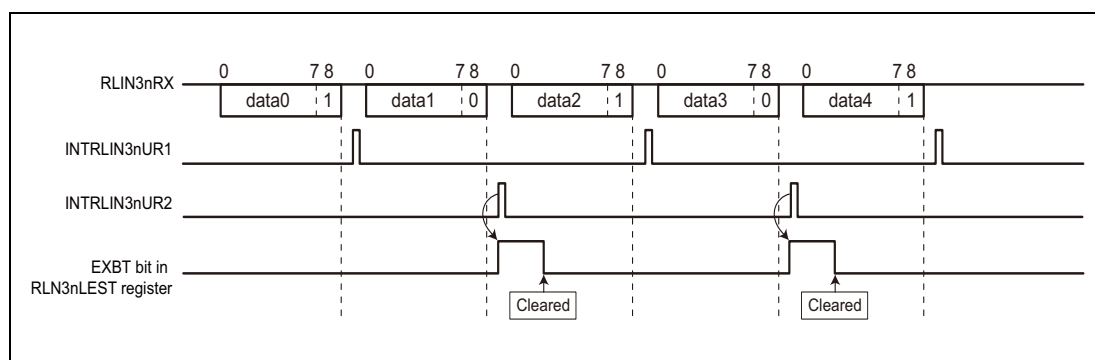 0 7 8 0 7 8 0 7 8 0 7 8 0 7 8
RLIN3nRX
data0 1 data1 0 data2 1 data3 0 data4 1
INTRLIN3nUR1
INTRLIN3nUR2
EXBT bit in
RLN3nLEST register
Cleared Cleared